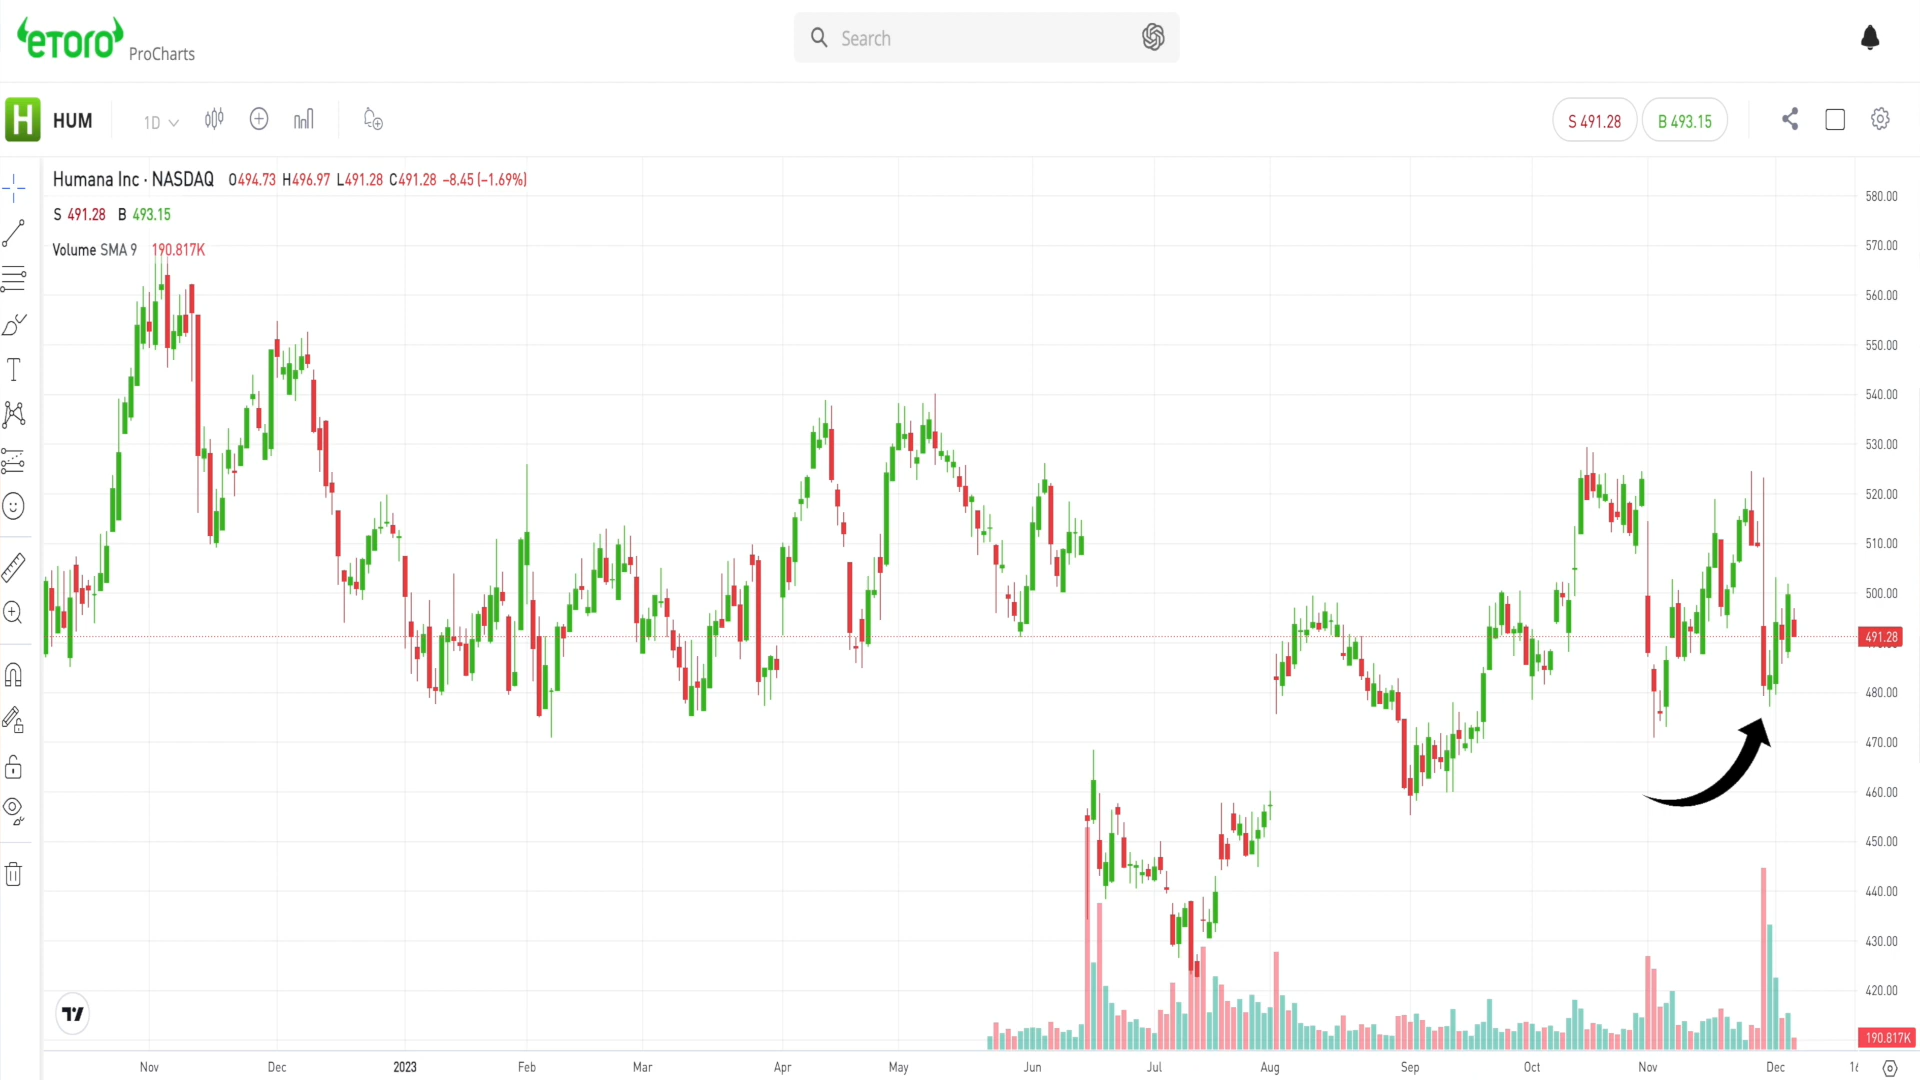 eToro ProCharts
Search
H HUM 1D S 491.28 B 493.15
Humana Inc · NASDAQ O494.73 H496.97 L491.28 C491.28 −8.45 (−1.69%)
S 491.28 B 493.15
Volume SMA 9 190.817K
580.00
570.00
560.00
550.00
540.00
530.00
520.00
510.00
500.00
491.28
480.00
470.00
460.00
450.00
440.00
430.00
420.00
190.817K
Nov Dec 2023 Feb Mar Apr May Jun Jul Aug Sep Oct Nov Dec